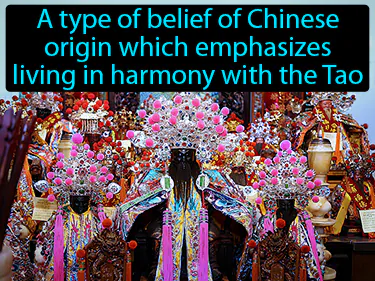 A type of belief of Chinese
origin which emphasizes
living in harmony with the Tao